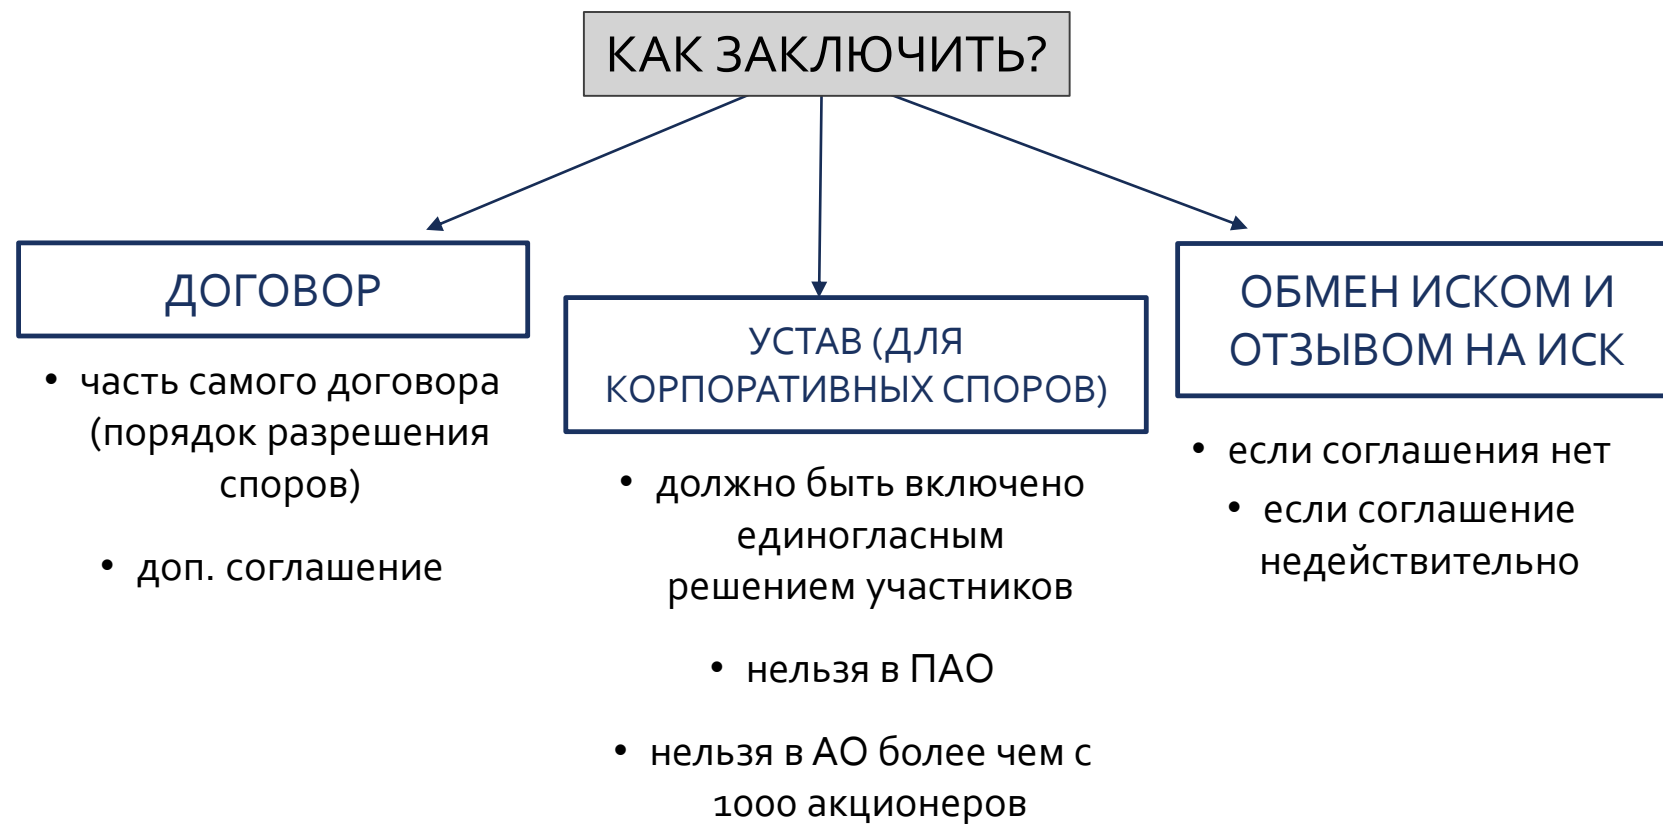 КАК ЗАКЛЮЧИТЬ?
ДОГОВОР
• часть самого договора
(порядок разрешения
споров)
• доп. соглашение
УСТАВ (ДЛЯ
КОРПОРАТИВНЫХ СПОРОВ)
• должно быть включено
единогласным
решением участников
• нельзя в ПАО
• нельзя в АО более чем с
1000 акционеров
ОБМЕН ИСКОМ И
ОТЗЫВОМ НА ИСК
• если соглашения нет
• если соглашение
недействительно